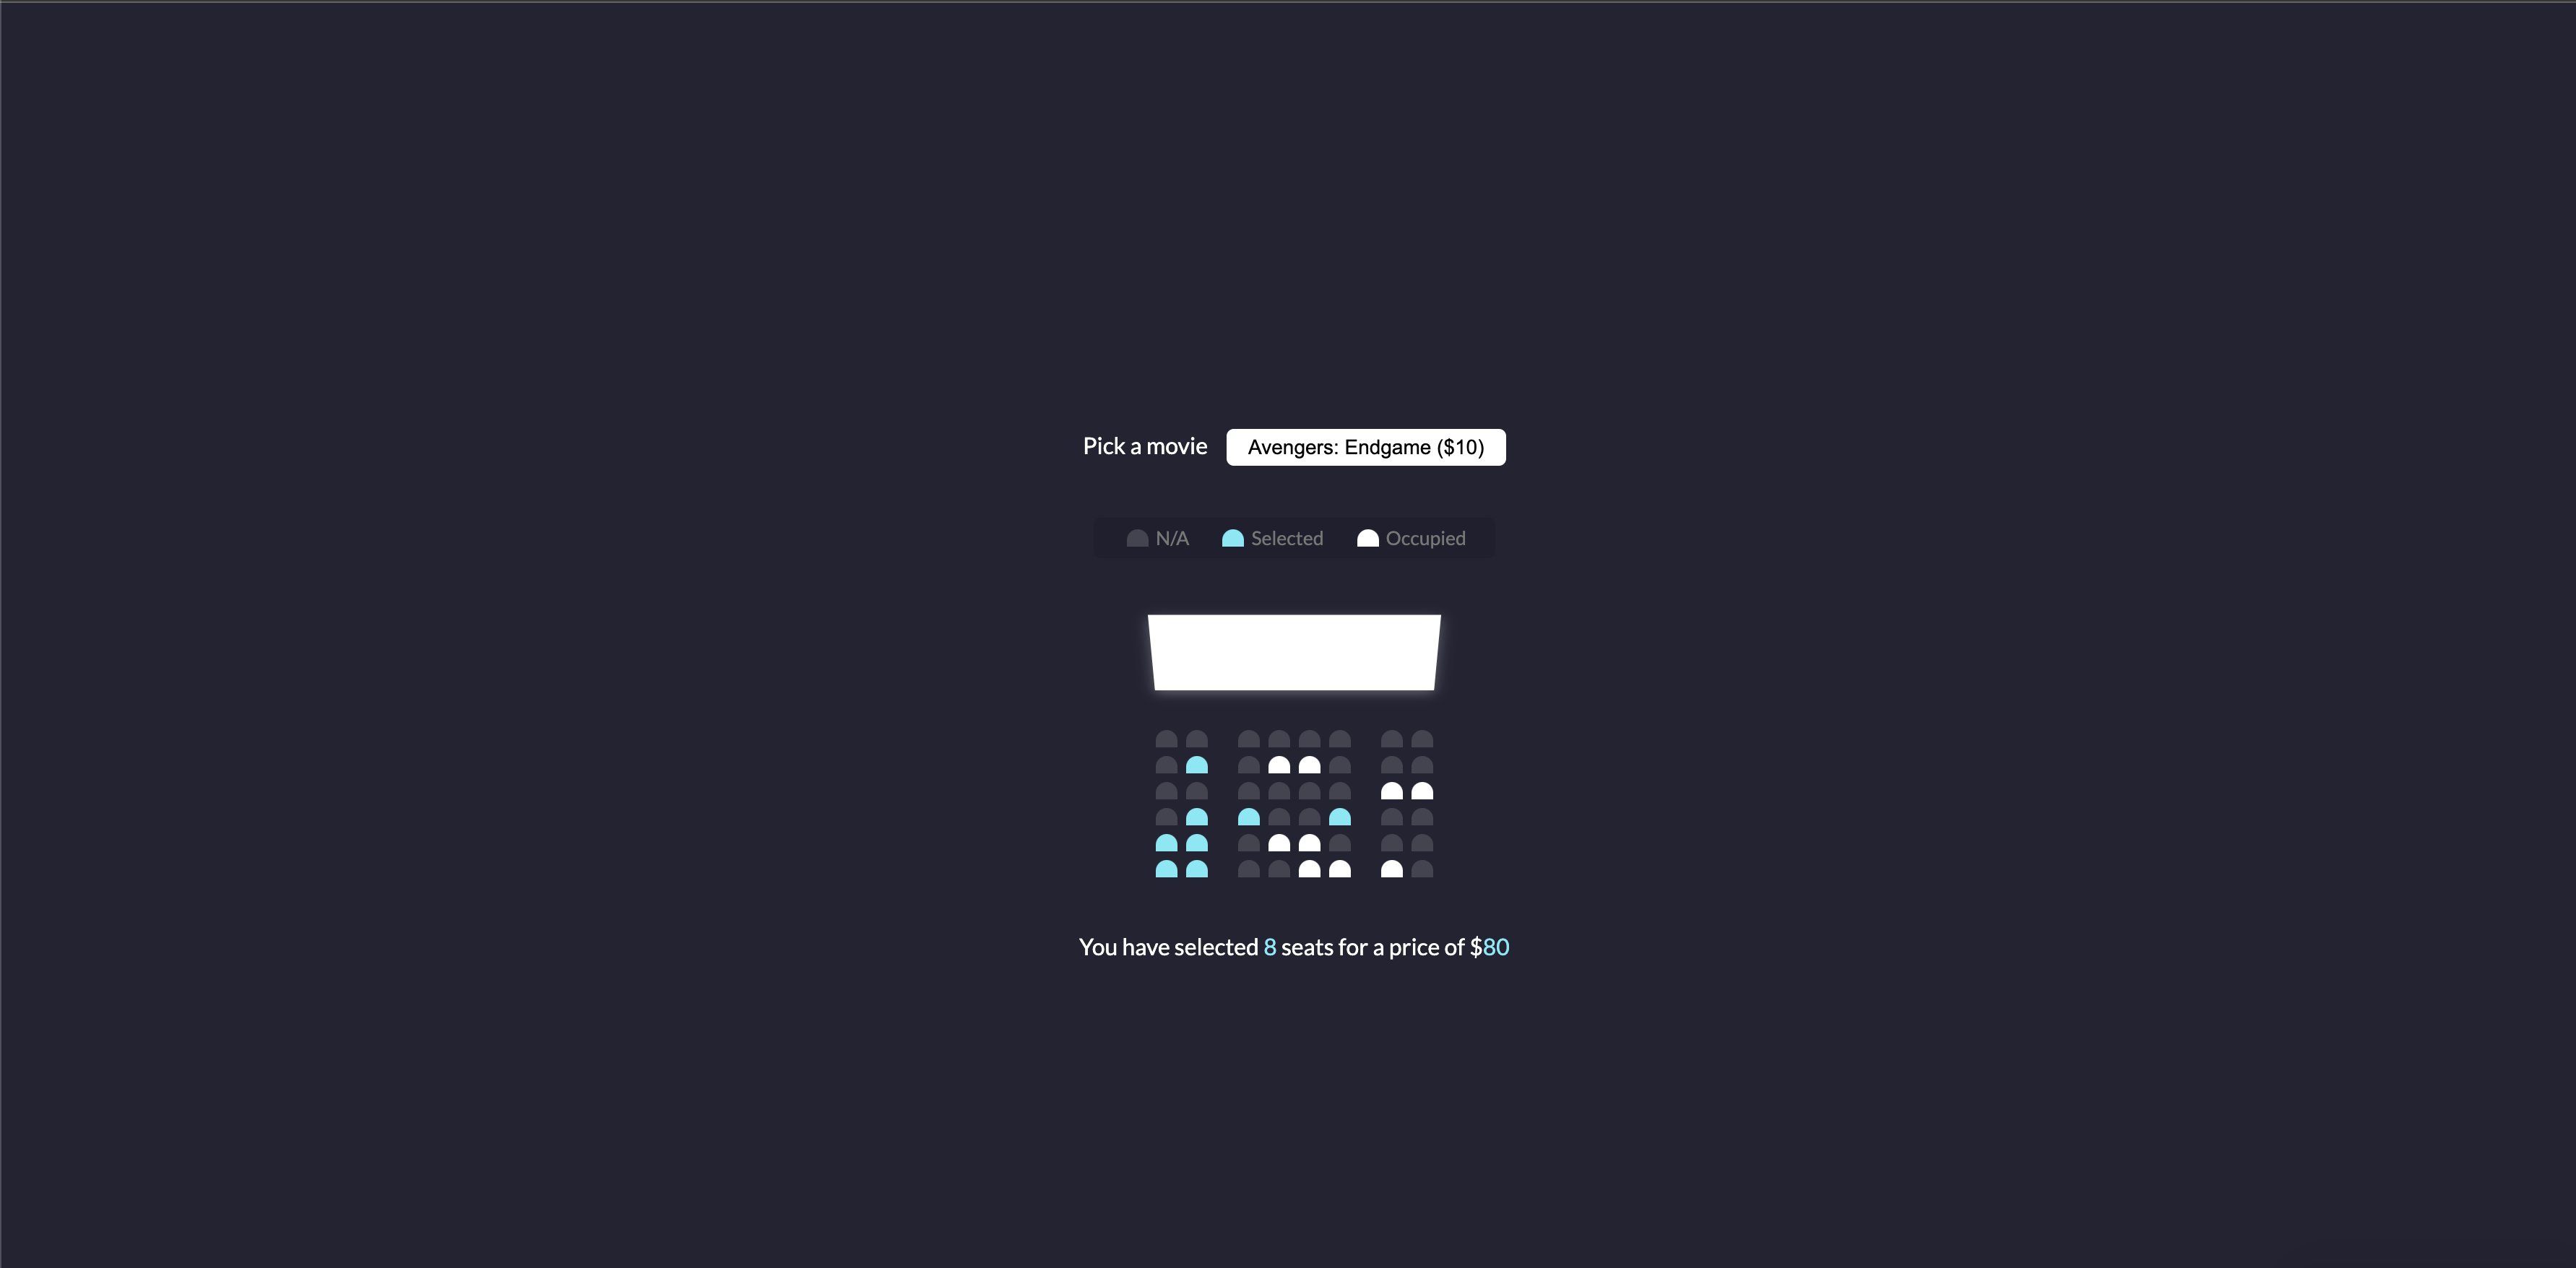 Pick a movie Avengers: Endgame ($10)
N/A Selected Occupied
You have selected 8 seats for a price of $80